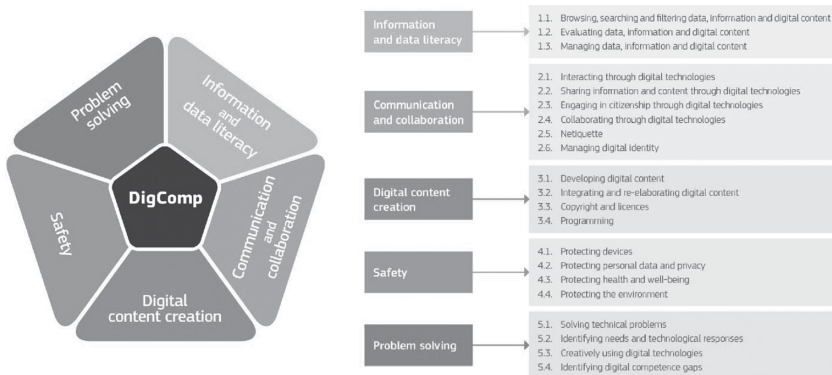 Problem
solving
Information
and
data literacy
DigComp
Safety
Communication
and
collaboration
Digital
content creation
Information
and data literacy
1.1. Browsing, searching and filtering data, information and digital content
1.2. Evaluating data, information and digital content
1.3. Managing data, information and digital content
Communication
and collaboration
2.1. Interacting through digital technologies
2.2. Sharing information and content through digital technologies
2.3. Engaging in citizenship through digital technologies
2.4. Collaborating through digital technologies
2.5. Netiquette
2.6. Managing digital identity
Digital content
creation
3.1. Developing digital content
3.2. Integrating and re-elaborating digital content
3.3. Copyright and licences
3.4. Programming
Safety
4.1. Protecting devices
4.2. Protecting personal data and privacy
4.3. Protecting health and well-being
4.4. Protecting the environment
Problem solving
5.1. Solving technical problems
5.2. Identifying needs and technological responses
5.3. Creatively using digital technologies
5.4. Identifying digital competence gaps